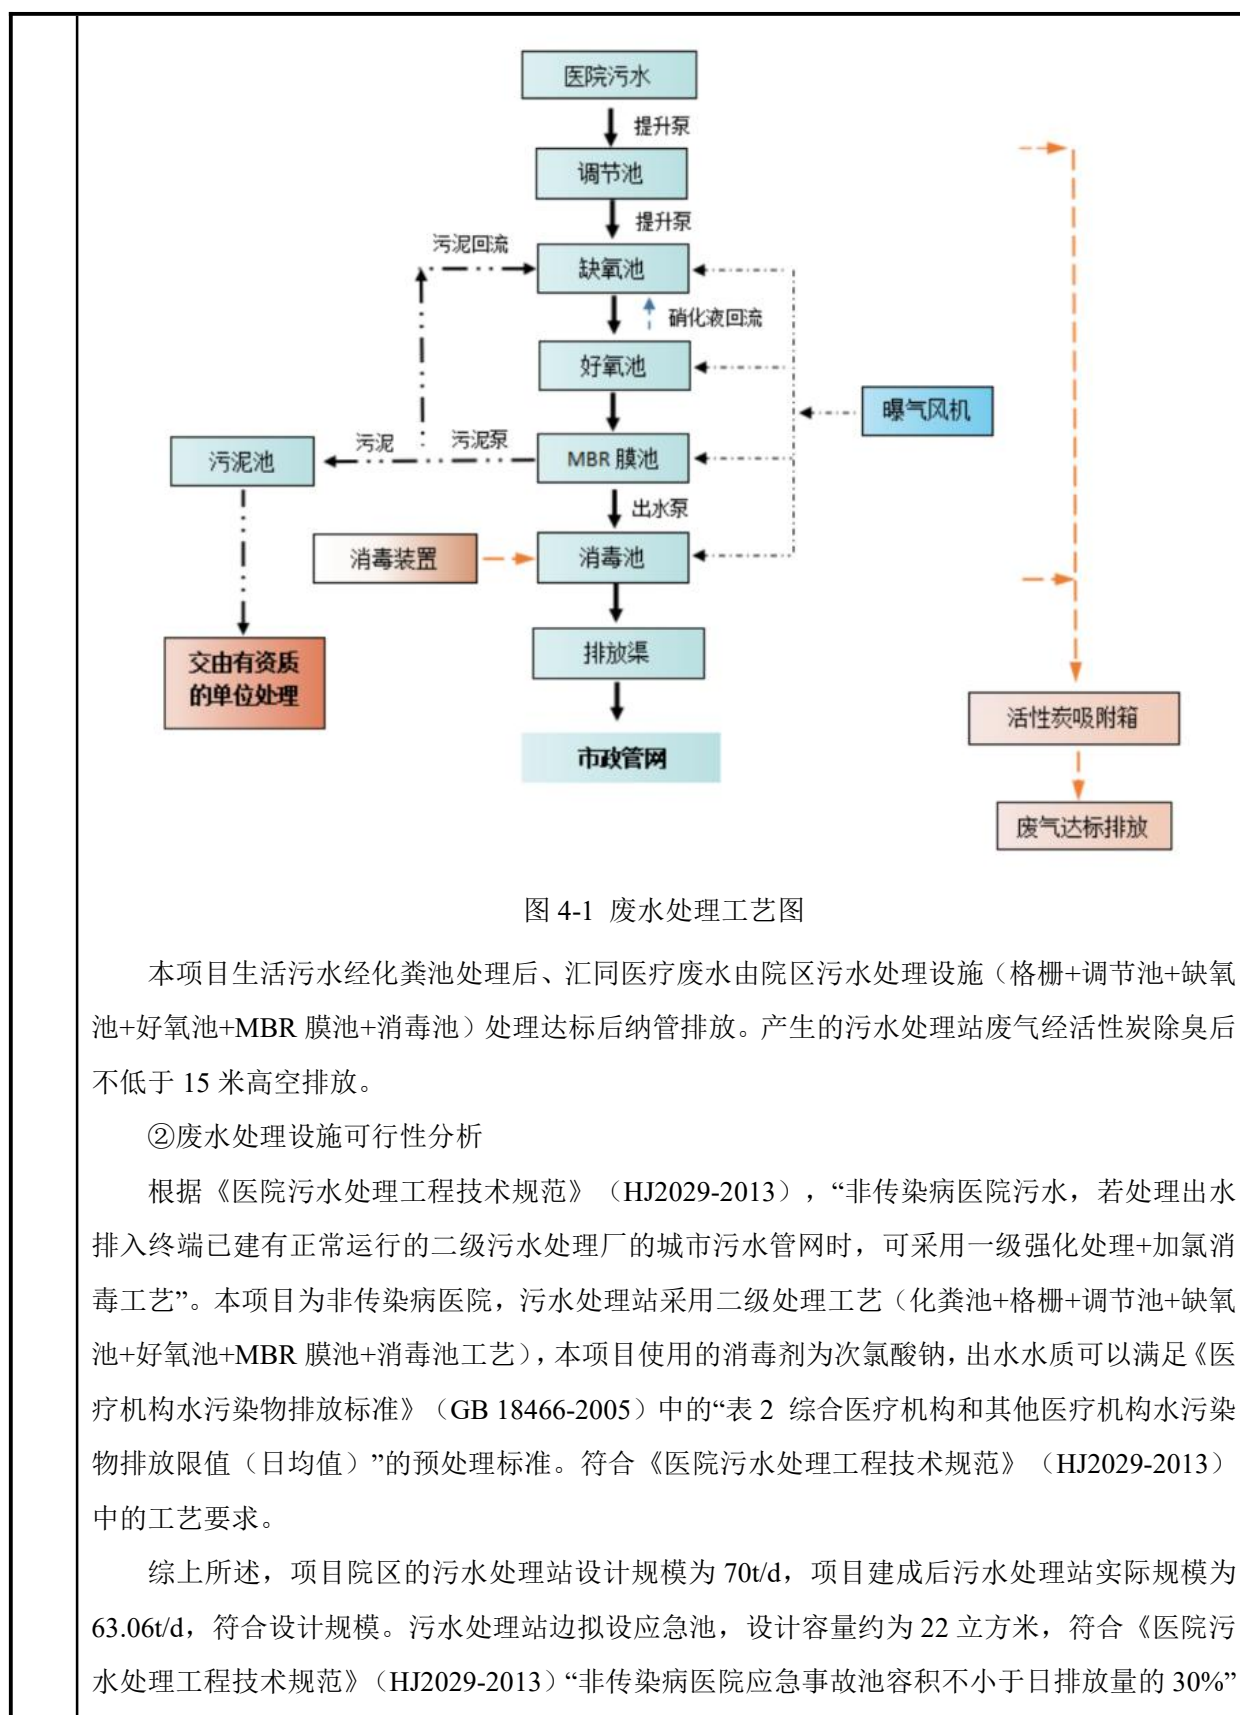 医院污水
提升泵
调节池
提升泵
污泥回流
缺氧池
硝化液回流
好氧池
曝气风机
污泥池
污泥
污泥泵
MBR 膜池
出水泵
消毒装置
消毒池
交由有资质
的单位处理
排放渠
活性炭吸附箱
市政管网
废气达标排放
图 4-1 废水处理工艺图
本项目生活污水经化粪池处理后、汇同医疗废水由院区污水处理设施（格栅+调节池+缺氧
池+好氧池+MBR 膜池+消毒池）处理达标后纳管排放。产生的污水处理站废气经活性炭除臭后
不低于 15 米高空排放。
②废水处理设施可行性分析
根据《医院污水处理工程技术规范》（HJ2029-2013），“非传染病医院污水，若处理出水
排入终端已建有正常运行的二级污水处理厂的城市污水管网时，可采用一级强化处理+加氯消
毒工艺”。本项目为非传染病医院，污水处理站采用二级处理工艺（化粪池+格栅+调节池+缺氧
池+好氧池+MBR 膜池+消毒池工艺），本项目使用的消毒剂为次氯酸钠，出水水质可以满足《医
疗机构水污染物排放标准》（GB 18466-2005）中的“表 2 综合医疗机构和其他医疗机构水污染
物排放限值（日均值）”的预处理标准。符合《医院污水处理工程技术规范》（HJ2029-2013）
中的工艺要求。
综上所述，项目院区的污水处理站设计规模为 70t/d，项目建成后污水处理站实际规模为
63.06t/d，符合设计规模。污水处理站边拟设应急池，设计容量约为 22 立方米，符合《医院污
水处理工程技术规范》（HJ2029-2013）“非传染病医院应急事故池容积不小于日排放量的 30%”